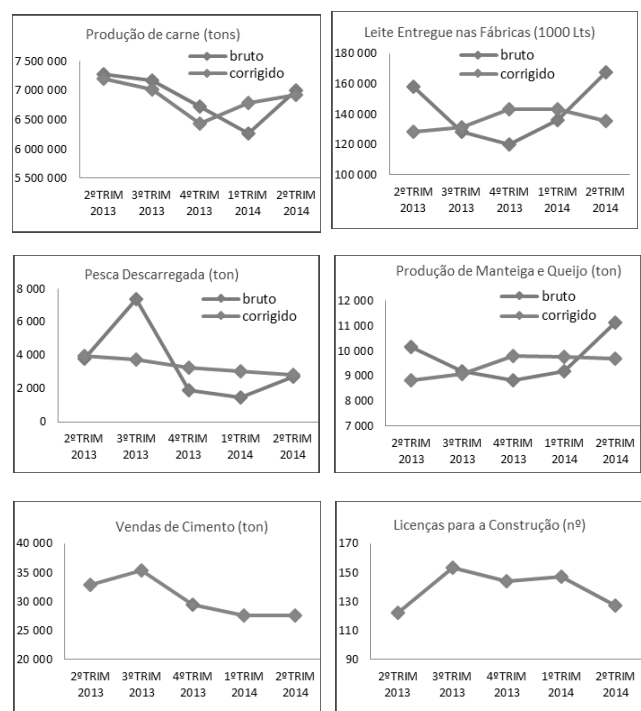 Produção de carne (tons)
bruto
corrigido
7 500 000
7 000 000
6 500 000
6 000 000
5 500 000
2ºTRIM 3ºTRIM 4ºTRIM 1ºTRIM 2ºTRIM
2013 2013 2013 2014 2014
Leite Entregue nas Fábricas (1000 Lts)
bruto
corrigido
180 000
160 000
140 000
120 000
100 000
2ºTRIM 3ºTRIM 4ºTRIM 1ºTRIM 2ºTRIM
2013 2013 2013 2014 2014
Pesca Descarregada (ton)
bruto
corrigido
8 000
6 000
4 000
2 000
0
2ºTRIM 3ºTRIM 4ºTRIM 1ºTRIM 2ºTRIM
2013 2013 2013 2014 2014
Produção de Manteiga e Queijo (ton)
bruto
corrigido
12 000
11 000
10 000
9 000
8 000
7 000
2ºTRIM 3ºTRIM 4ºTRIM 1ºTRIM 2ºTRIM
2013 2013 2013 2014 2014
Vendas de Cimento (ton)
40 000
35 000
30 000
25 000
20 000
2ºTRIM 3ºTRIM 4ºTRIM 1ºTRIM 2ºTRIM
2013 2013 2013 2014 2014
Licenças para a Construção (nº)
170
150
130
110
90
2ºTRIM 3ºTRIM 4ºTRIM 1ºTRIM 2ºTRIM
2013 2013 2013 2014 2014